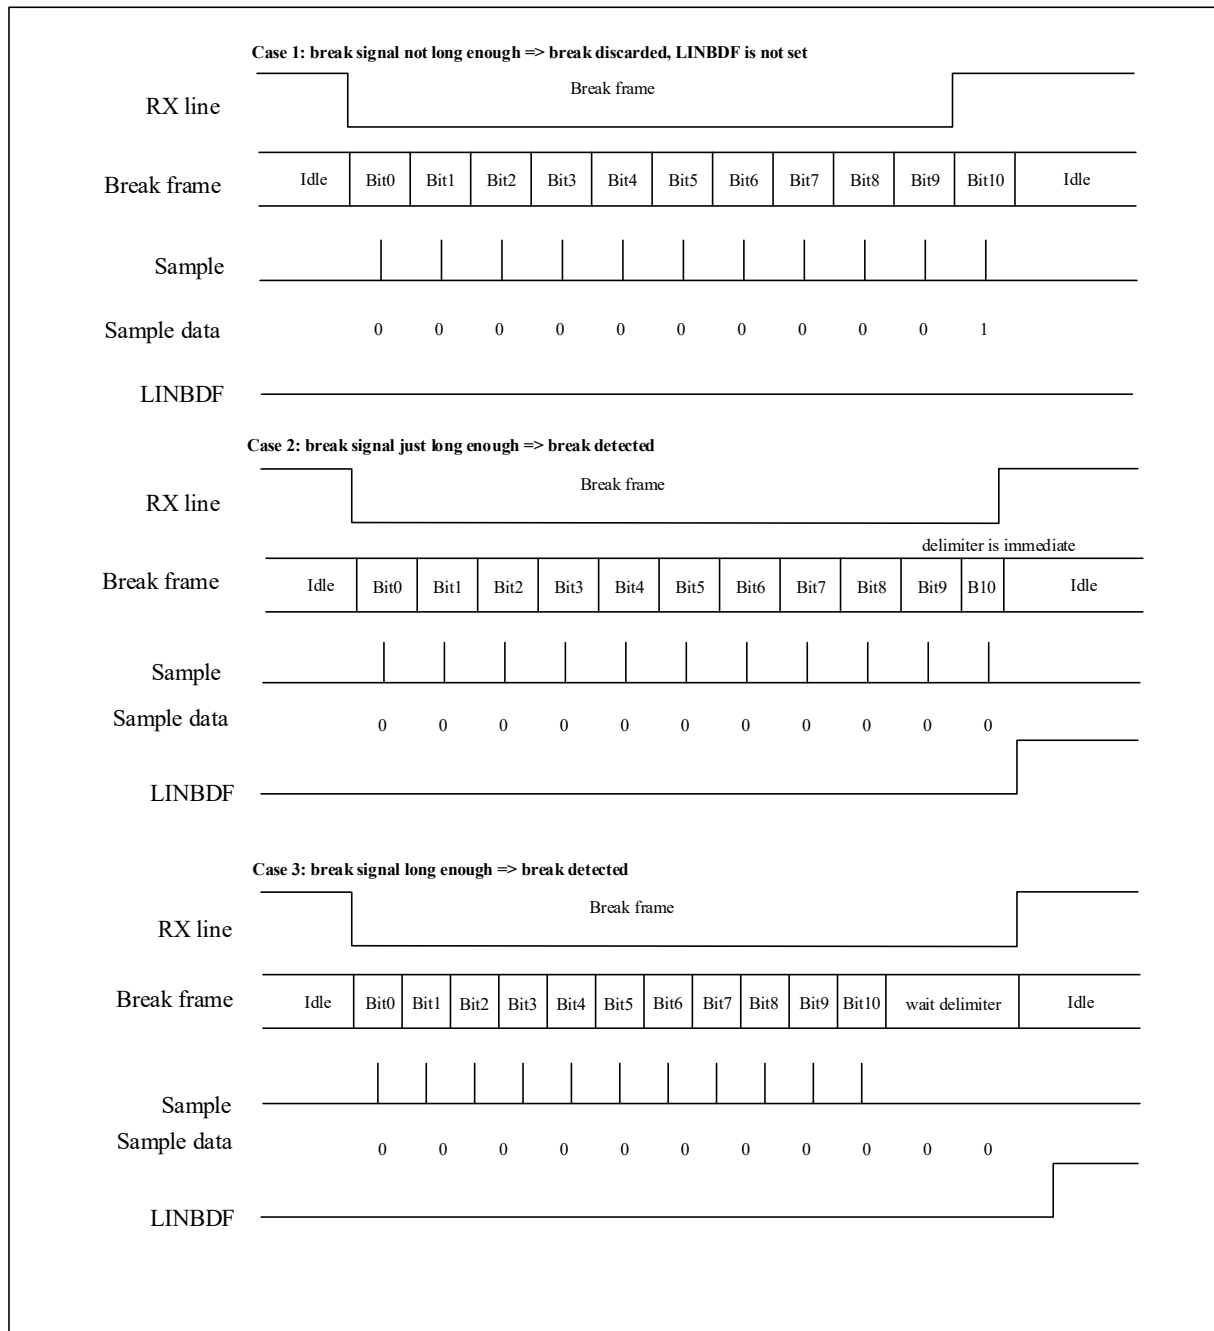 Case 1: break signal not long enough => break discarded, LINBDF is not set
RX line
Break frame
Break frame
Idle Bit0 Bit1 Bit2 Bit3 Bit4 Bit5 Bit6 Bit7 Bit8 Bit9 Bit10 Idle
Sample
Sample data 0 0 0 0 0 0 0 0 0 0 1
LINBDF
Case 2: break signal just long enough => break detected
RX line
Break frame
delimiter is immediate
Break frame
Idle Bit0 Bit1 Bit2 Bit3 Bit4 Bit5 Bit6 Bit7 Bit8 Bit9 B10 Idle
Sample
Sample data 0 0 0 0 0 0 0 0 0 0 0
LINBDF
Case 3: break signal long enough => break detected
RX line
Break frame
Break frame
Idle Bit0 Bit1 Bit2 Bit3 Bit4 Bit5 Bit6 Bit7 Bit8 Bit9 Bit10 wait delimiter Idle
Sample
Sample data 0 0 0 0 0 0 0 0 0 0 0
LINBDF